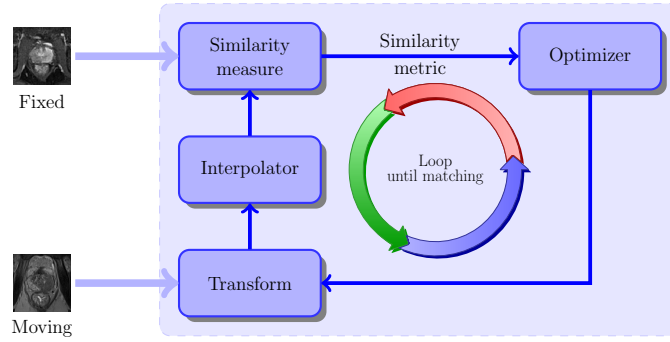 Similarity
measure
Similarity
metric
Optimizer
Fixed
Interpolator
Loop
until matching
Transform
Moving